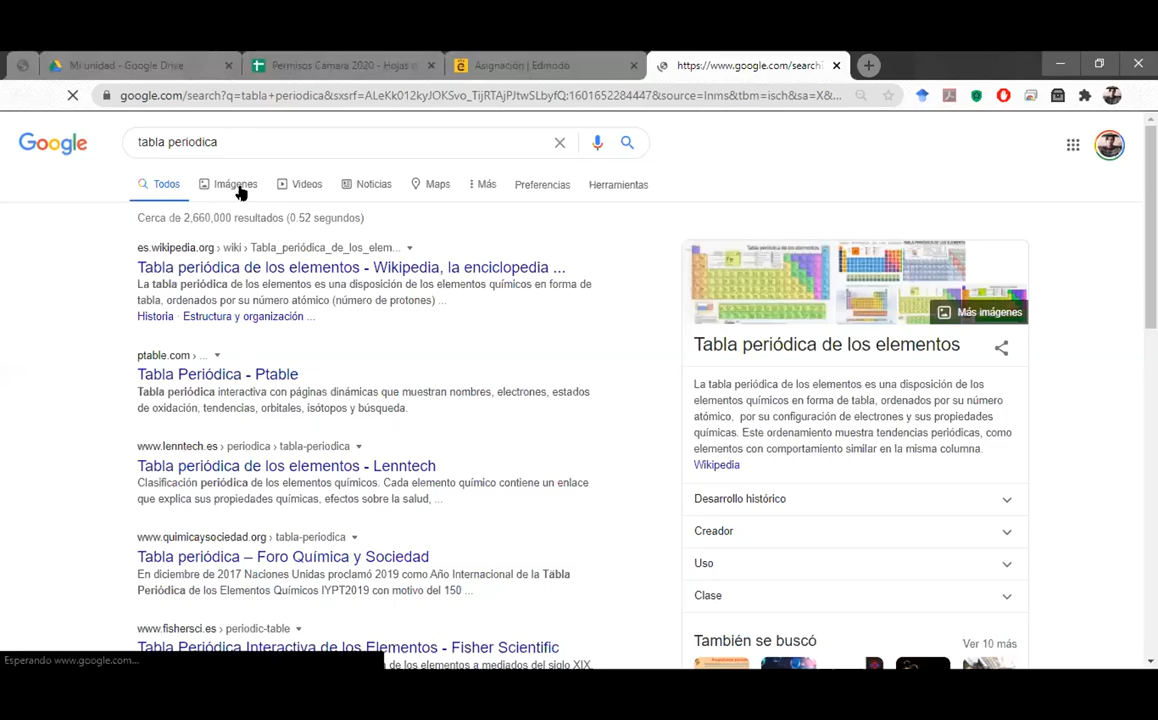 Mi unidad - Google Drive
Permisos Cámara 2020 - Hojas
Asignación | Edmodo
https://www.google.com/search
google.com/search?q=tabla+periodica&sxsrf=ALeKk012kyJOKSvo_TijRTAjPJtwSLbyfQ:1601652284447&source=lnms&tbm=isch&sa=X&...
Google
tabla periodica
Todos Imágenes Videos Noticias Maps Más Preferencias Herramientas
Cerca de 2,660,000 resultados (0.52 segundos)
es.wikipedia.org › wiki › Tabla_periódica_de_los_elem...
Tabla periódica de los elementos - Wikipedia, la enciclopedia ...
La tabla periódica de los elementos es una disposición de los elementos químicos en forma de
tabla, ordenados por su número atómico (número de protones) ...
Historia · Estructura y organización ...
ptable.com › ...
Tabla Periódica - Ptable
Tabla periódica interactiva con páginas dinámicas que muestran nombres, electrones, estados
de oxidación, tendencias, orbitales, isótopos y búsqueda.
www.lenntech.es › periodica › tabla-periodica
Tabla periódica de los elementos - Lenntech
Clasificación periódica de los elementos químicos. Cada elemento químico contiene un enlace
que explica sus propiedades químicas, efectos sobre la salud, ...
www.quimicaysociedad.org › tabla-periodica
Tabla periódica – Foro Química y Sociedad
En diciembre de 2017 Naciones Unidas proclamó 2019 como Año Internacional de la Tabla
Periódica de los Elementos Químicos IYPT2019 con motivo del 150 ...
www.fishersci.es › periodic-table
Tabla Periódica Interactiva de los Elementos - Fisher Scientific
de los elementos a mediados del siglo XIX,
Esperando www.google.com...
Más imágenes
Tabla periódica de los elementos
La tabla periódica de los elementos es una disposición de los
elementos químicos en forma de tabla, ordenados por su número
atómico, por su configuración de electrones y sus propiedades
químicas. Este ordenamiento muestra tendencias periódicas, como
elementos con comportamiento similar en la misma columna.
Wikipedia
Desarrollo histórico
Creador
Uso
Clase
También se buscó
Ver 10 más